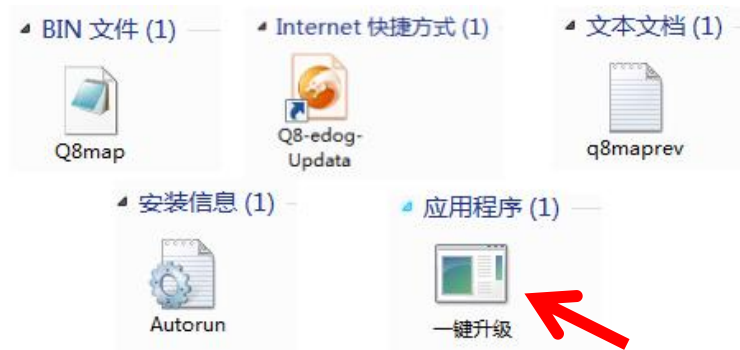 BIN 文件 (1)
Internet 快捷方式 (1)
文本文档 (1)
Q8map
Q8-edog-
Updata
q8maprev
安装信息 (1)
应用程序 (1)
Autorun
一键升级